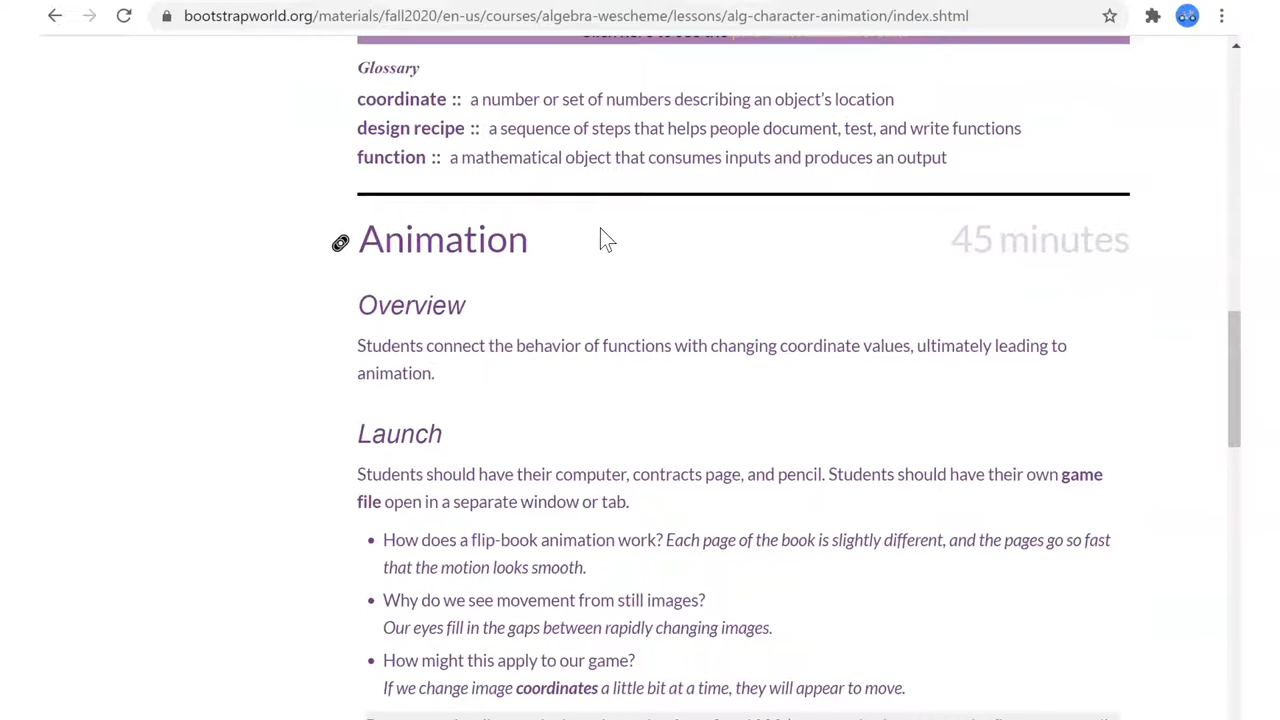 bootstrapworld.org/materials/fall2020/en-us/courses/algebra-wescheme/lessons/alg-character-animation/index.shtml
Glossary
coordinate :: a number or set of numbers describing an object's location
design recipe :: a sequence of steps that helps people document, test, and write functions
function :: a mathematical object that consumes inputs and produces an output
Animation 45 minutes
Overview
Students connect the behavior of functions with changing coordinate values, ultimately leading to
animation.
Launch
Students should have their computer, contracts page, and pencil. Students should have their own game
file open in a separate window or tab.
• How does a flip-book animation work? Each page of the book is slightly different, and the pages go so fast
that the motion looks smooth.
• Why do we see movement from still images?
Our eyes fill in the gaps between rapidly changing images.
• How might this apply to our game?
If we change image coordinates a little bit at a time, they will appear to move.